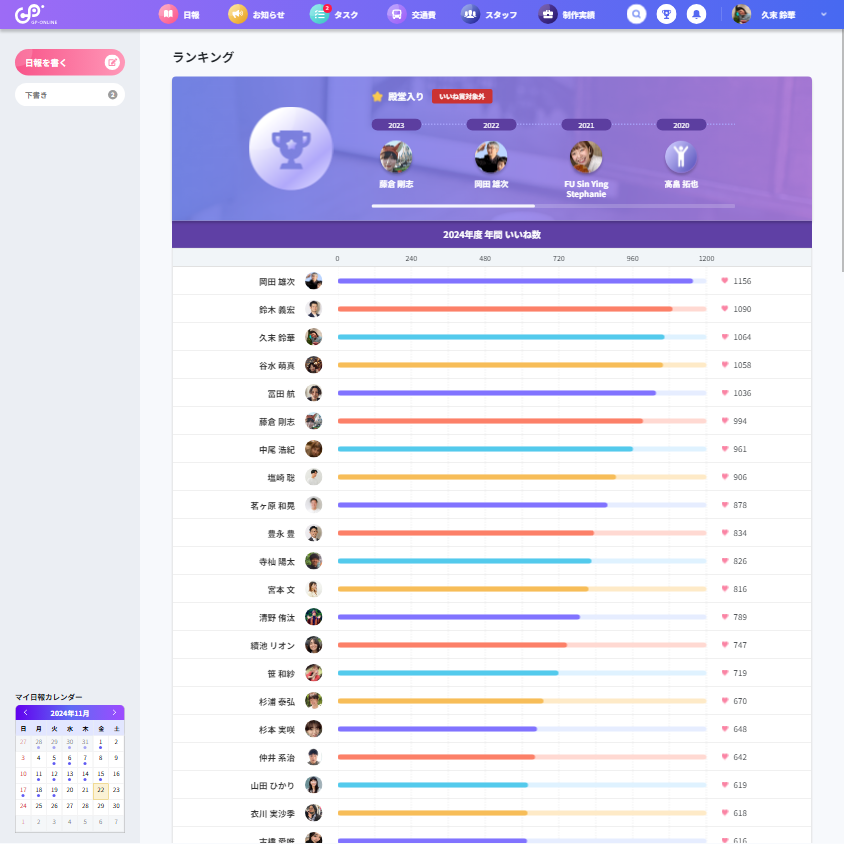 GP-ONLINE
日報
お知らせ
2
タスク
交通費
スタッフ
制作実績
久末 鈴華
日報を書く
下書き
ランキング
殿堂入り
いいね賞対象外
2023
2022
2021
2020
藤倉 剛志
岡田 雄次
FU Sin Ying
Stephanie
髙畠 拓也
2024年度 年間 いいね数
0 240 480 720 960 1200
岡田 雄次 1156
鈴木 義宏 1090
久末 鈴華 1064
谷水 萌真 1058
冨田 航 1036
藤倉 剛志 994
中尾 浩紀 961
塩崎 聡 906
茗ヶ原 和晃 878
豊永 豊 834
寺杣 陽太 826
宮本 文 816
清野 侑汰 789
續池 リオン 747
笹 和紗 719
杉浦 泰弘 670
杉本 実咲 648
仲井 系治 642
山田 ひかり 619
衣川 実沙季 618
616
マイ日報カレンダー
2024年11月
日 月 火 水 木 金 土
27 28 29 30 31 1 2
3 4 5 6 7 8 9
10 11 12 13 14 15 16
17 18 19 20 21 22 23
24 25 26 27 28 29 30
1 2 3 4 5 6 7